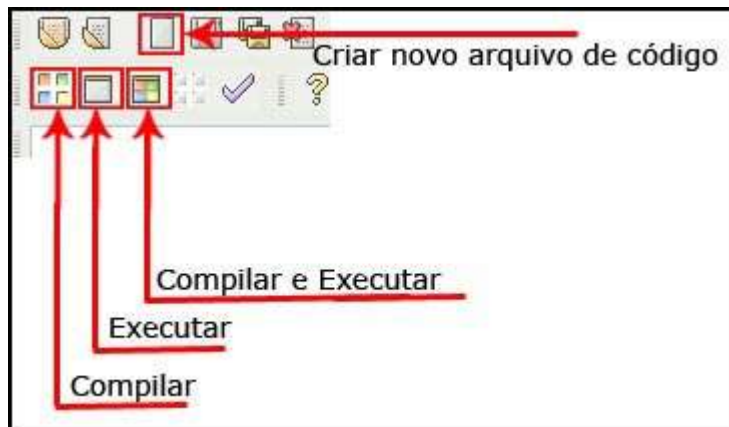 Criar novo arquivo de código
Compilar e Executar
Executar
Compilar